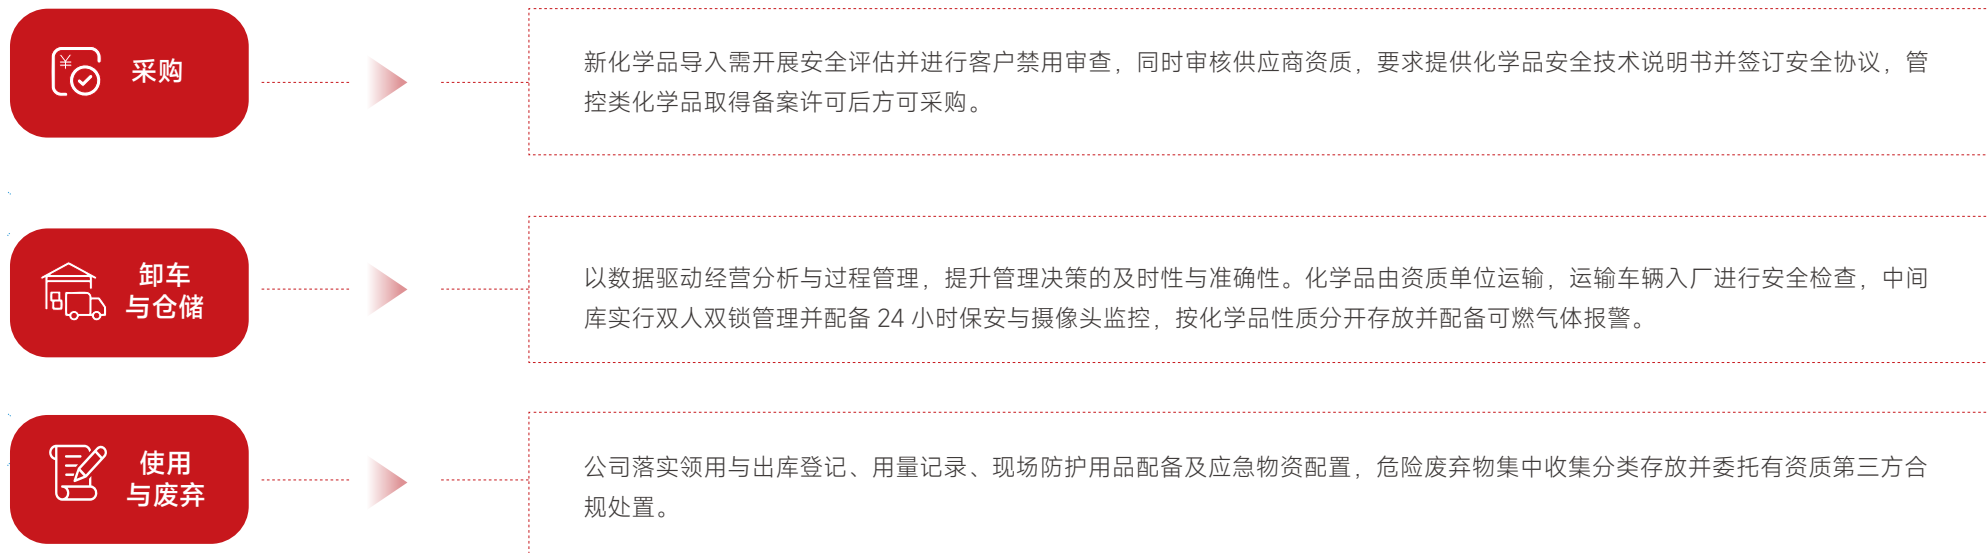 采购
新化学品导入需开展安全评估并进行客户禁用审查，同时审核供应商资质，要求提供化学品安全技术说明书并签订安全协议，管
控类化学品取得备案许可后方可采购。
卸车
与仓储
以数据驱动经营分析与过程管理，提升管理决策的及时性与准确性。化学品由资质单位运输，运输车辆入厂进行安全检查，中间
库实行双人双锁管理并配备 24 小时保安与摄像头监控，按化学品性质分开存放并配备可燃气体报警。
使用
与废弃
公司落实领用与出库登记、用量记录、现场防护用品配备及应急物资配置，危险废弃物集中收集分类存放并委托有资质第三方合
规处置。